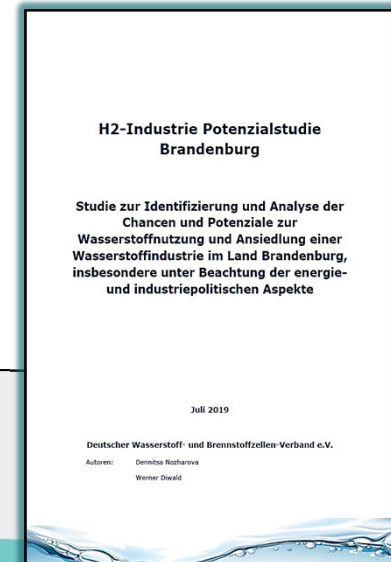 H2-Industrie Potenzialstudie
Brandenburg
Studie zur Identifizierung und Analyse der
Chancen und Potenziale zur
Wasserstoffnutzung und Ansiedlung einer
Wasserstoffindustrie im Land Brandenburg,
insbesondere unter Beachtung der energie-
und industriepolitischen Aspekte
Juli 2019
Deutscher Wasserstoff- und Brennstoffzellen-Verband e.V.
Autoren: Dennitsa Nozharova
Werner Diwald